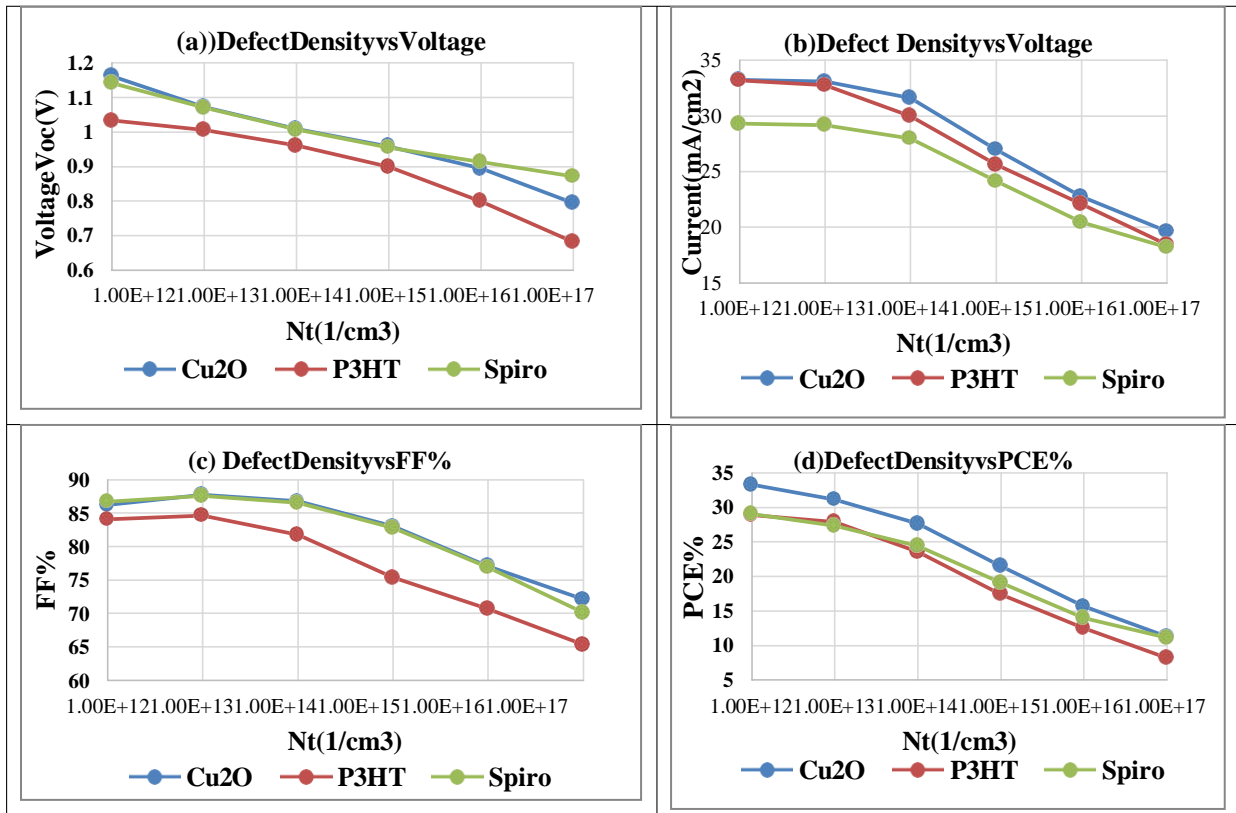 (a))DefectDensityvsVoltage
VoltageVoc(V)
1.2
1.1
1
0.9
0.8
0.7
0.6
1.00E+121.00E+131.00E+141.00E+151.00E+161.00E+17
Nt(1/cm3)
Cu2O P3HT Spiro
(b)Defect DensityvsVoltage
Current(mA/cm2)
35
30
25
20
15
1.00E+121.00E+131.00E+141.00E+151.00E+161.00E+17
Nt(1/cm3)
Cu2O P3HT Spiro
(c) DefectDensityvsFF%
FF%
90
85
80
75
70
65
60
1.00E+121.00E+131.00E+141.00E+151.00E+161.00E+17
Nt(1/cm3)
Cu2O P3HT Spiro
(d)DefectDensityvsPCE%
PCE%
35
30
25
20
15
10
5
1.00E+121.00E+131.00E+141.00E+151.00E+161.00E+17
Nt(1/cm3)
Cu2O P3HT Spiro